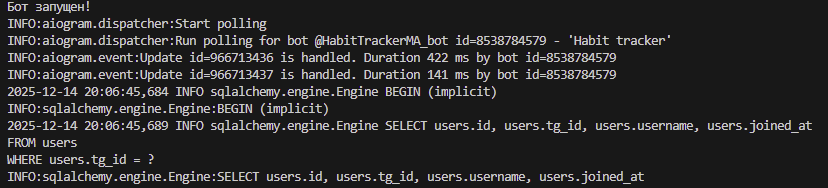 Бот запущен!
INFO:aiogram.dispatcher:Start polling
INFO:aiogram.dispatcher:Run polling for bot @HabitTrackerMA_bot id=8538784579 - 'Habit tracker'
INFO:aiogram.event:Update id=966713436 is handled. Duration 422 ms by bot id=8538784579
INFO:aiogram.event:Update id=966713437 is handled. Duration 141 ms by bot id=8538784579
2025-12-14 20:06:45,684 INFO sqlalchemy.engine.Engine BEGIN (implicit)
INFO:sqlalchemy.engine.Engine:BEGIN (implicit)
2025-12-14 20:06:45,689 INFO sqlalchemy.engine.Engine SELECT users.id, users.tg_id, users.username, users.joined_at
FROM users
WHERE users.tg_id = ?
INFO:sqlalchemy.engine.Engine:SELECT users.id, users.tg_id, users.username, users.joined_at